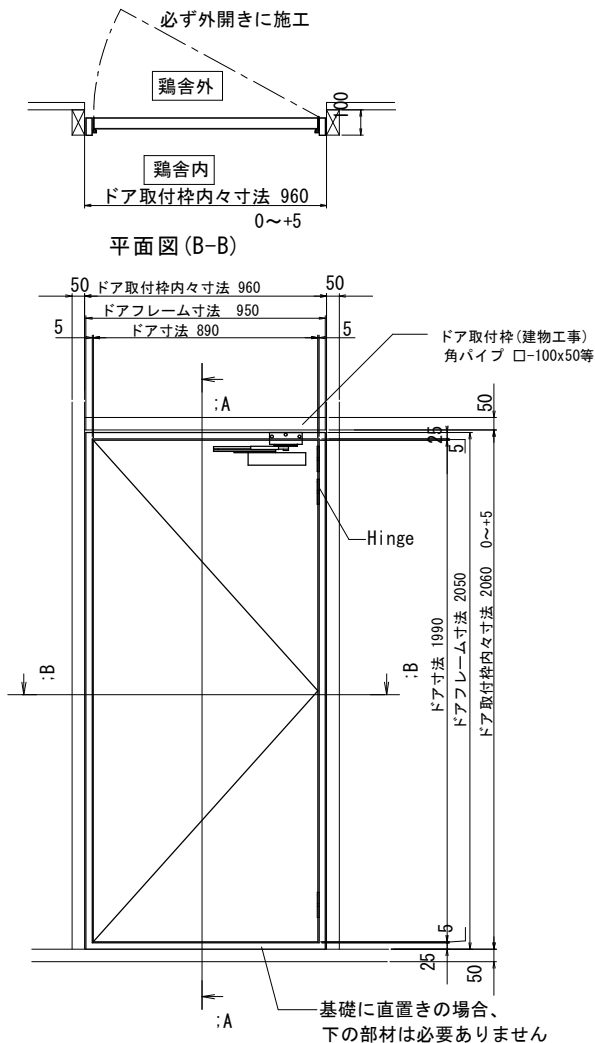 必ず外開きに施工
鶏舎外
100
鶏舎内
ドア取付枠内々寸法 960
0～+5
平面図(B-B)
50 ドア取付枠内々寸法 960 50
ドアフレーム寸法 950
5 ドア寸法 890 5
ドア取付枠(建物工事)
角パイプ ロ-100x50等
;A
50
25
5
Hinge
;B
;B
ドア寸法 1990
ドアフレーム寸法 2050
ドア取付枠内々寸法 2060 0～+5
5
25
50
;A
基礎に直置きの場合、
下の部材は必要ありません